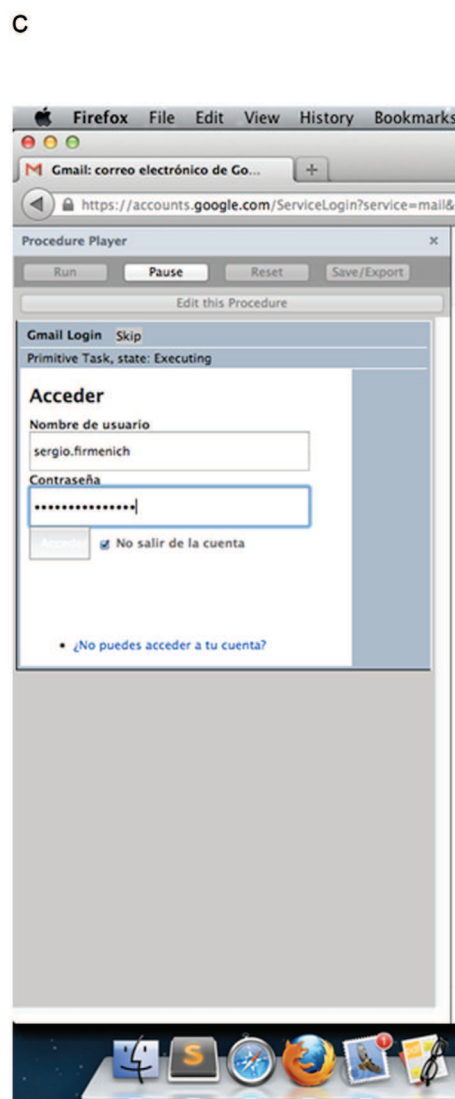 C
Firefox File Edit View History Bookmarks
Gmail: correo electrónico de Go... +
https://accounts.google.com/ServiceLogin?service=mail&
Procedure Player ×
Run Pause Reset Save/Export
Edit this Procedure
Gmail Login Skip
Primitive Task, state: Executing
Acceder
Nombre de usuario
sergio.firmenich
Contraseña
•••••••••••••••
Acceder No salir de la cuenta
• ¿No puedes acceder a tu cuenta?
S